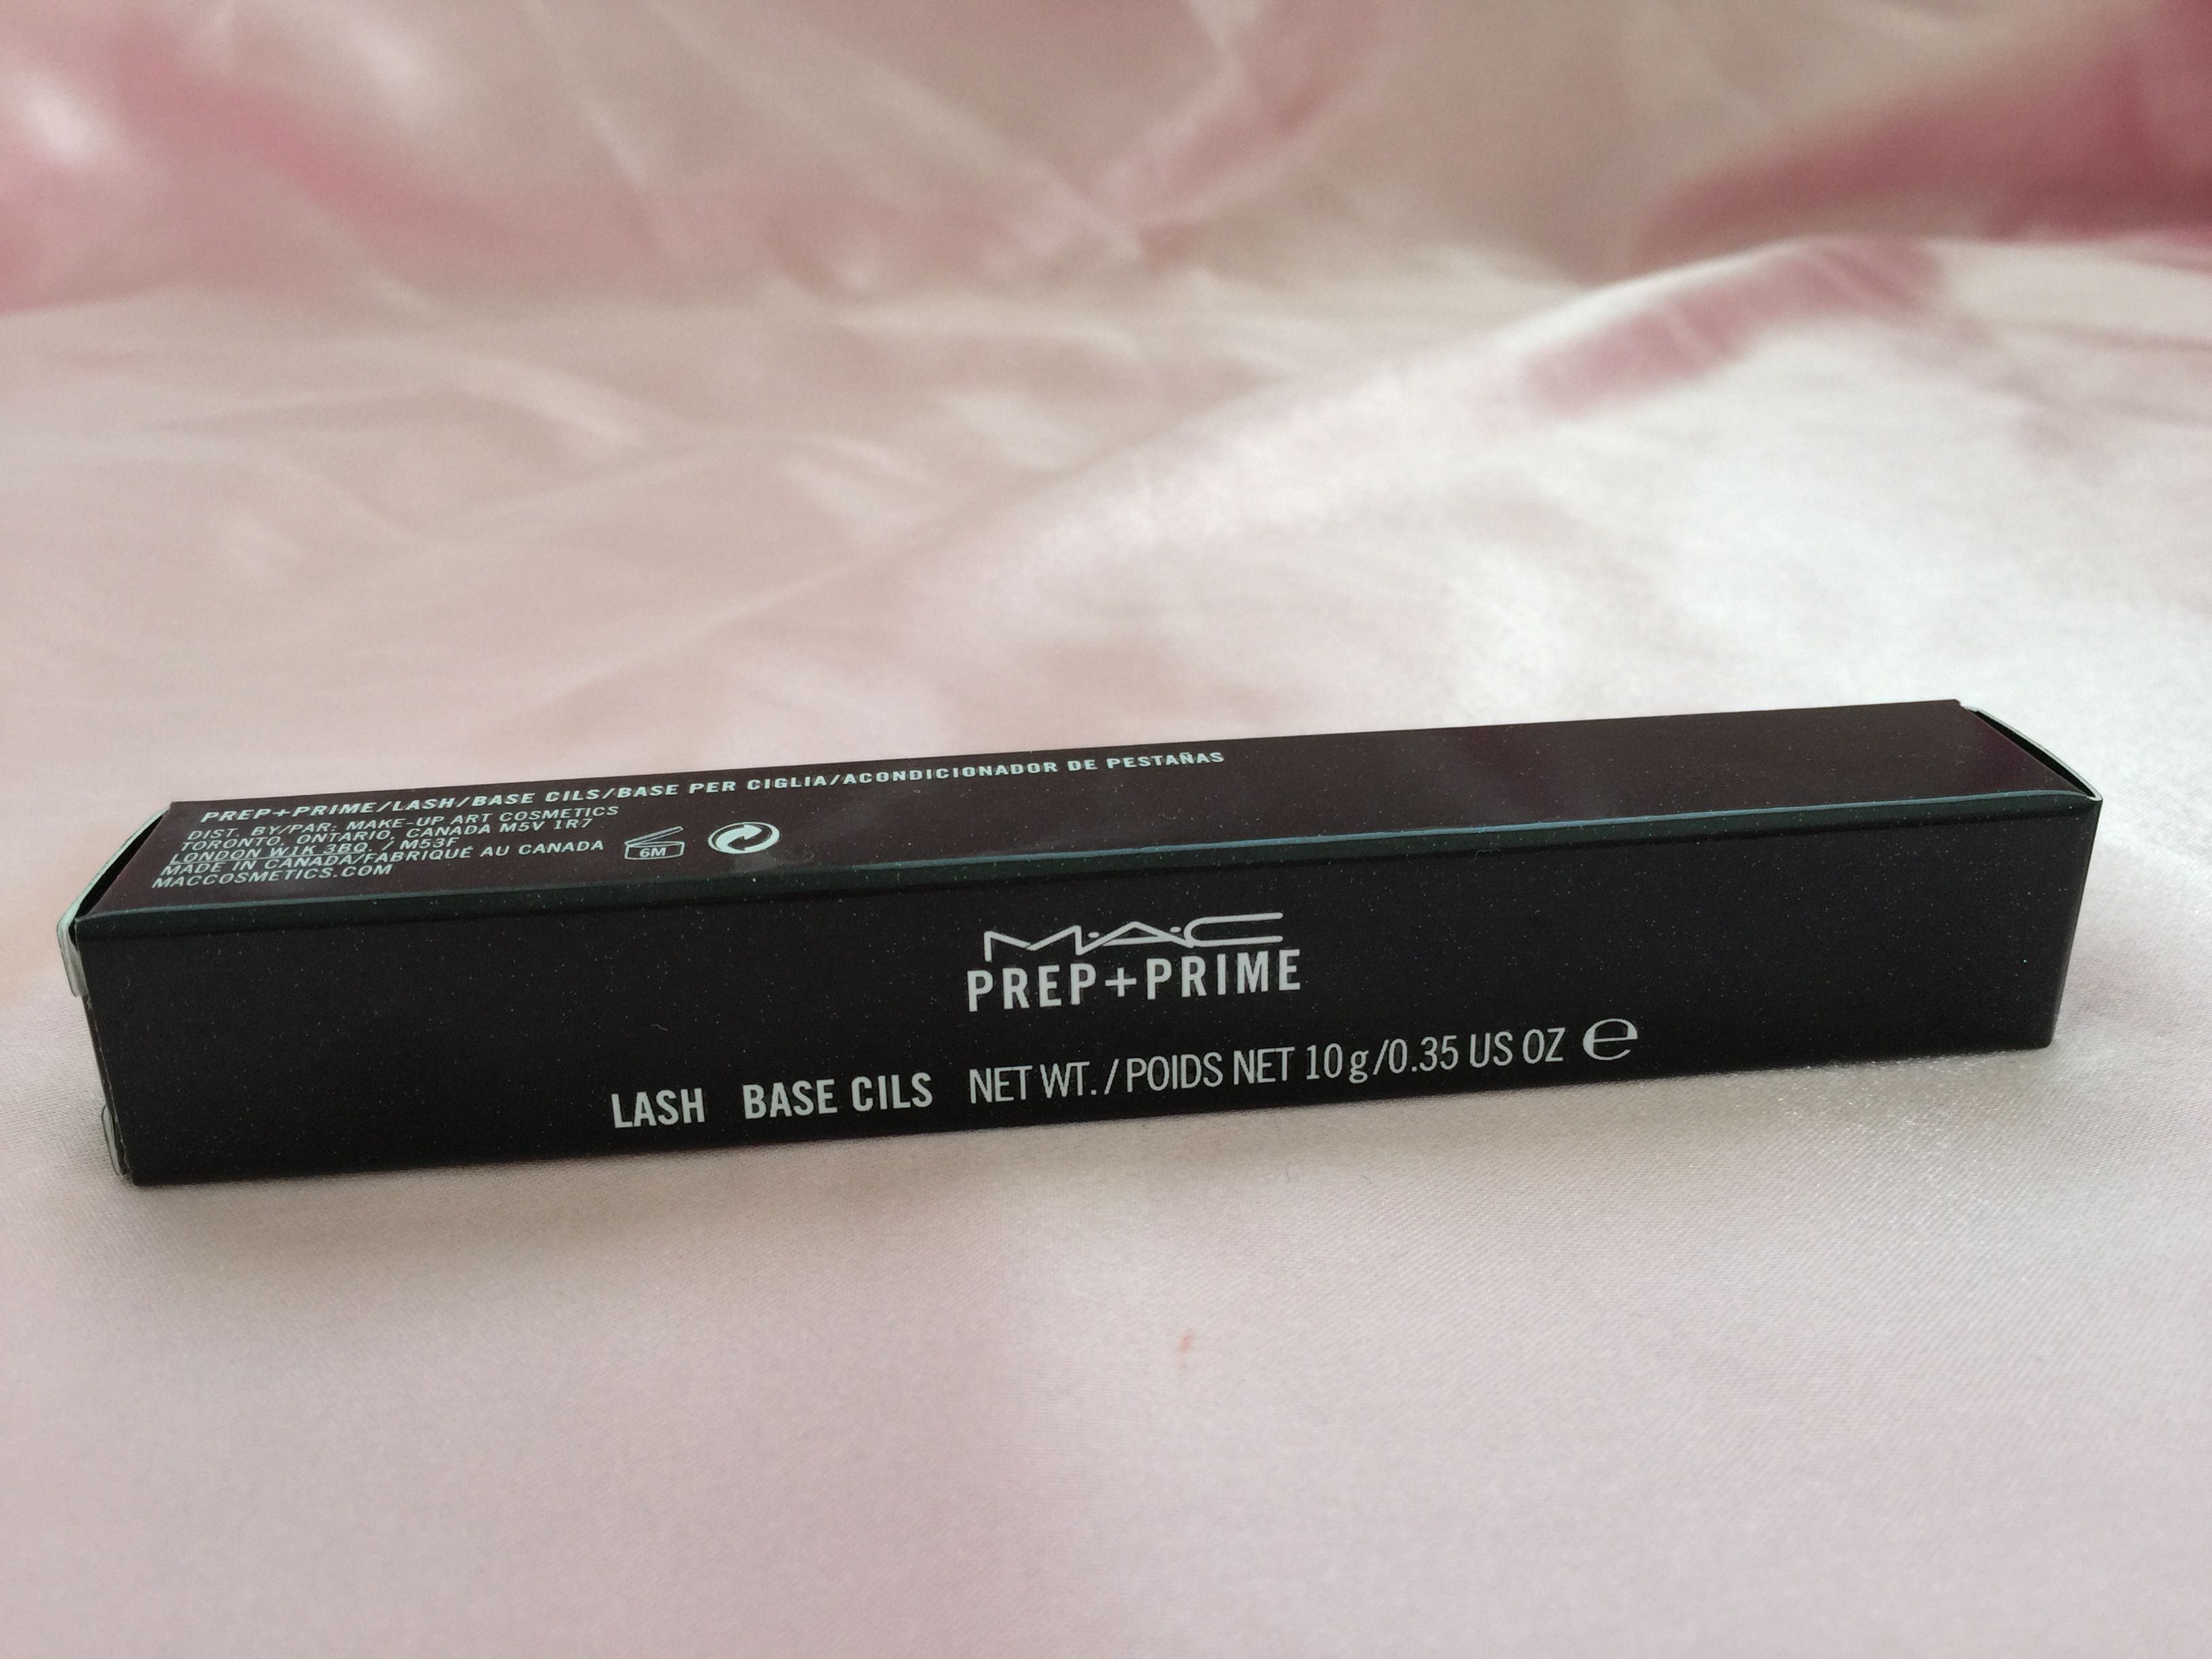 PREP+PRIME/LASH/BASE CILS/BASE PER CIGLIA/ACONDICIONADOR DE PESTAÑAS
DIST. BY/PAR: MAKE-UP ART COSMETICS
TORONTO, ONTARIO, CANADA M5V 1R7
LONDON W1K 3BQ. / M53F
MADE IN CANADA/FABRIQUÉ AU CANADA
MACCOSMETICS.COM
6M
M·A·C
PREP+PRIME
LASH BASE CILS NET WT. / POIDS NET 10 g/0.35 US OZ e